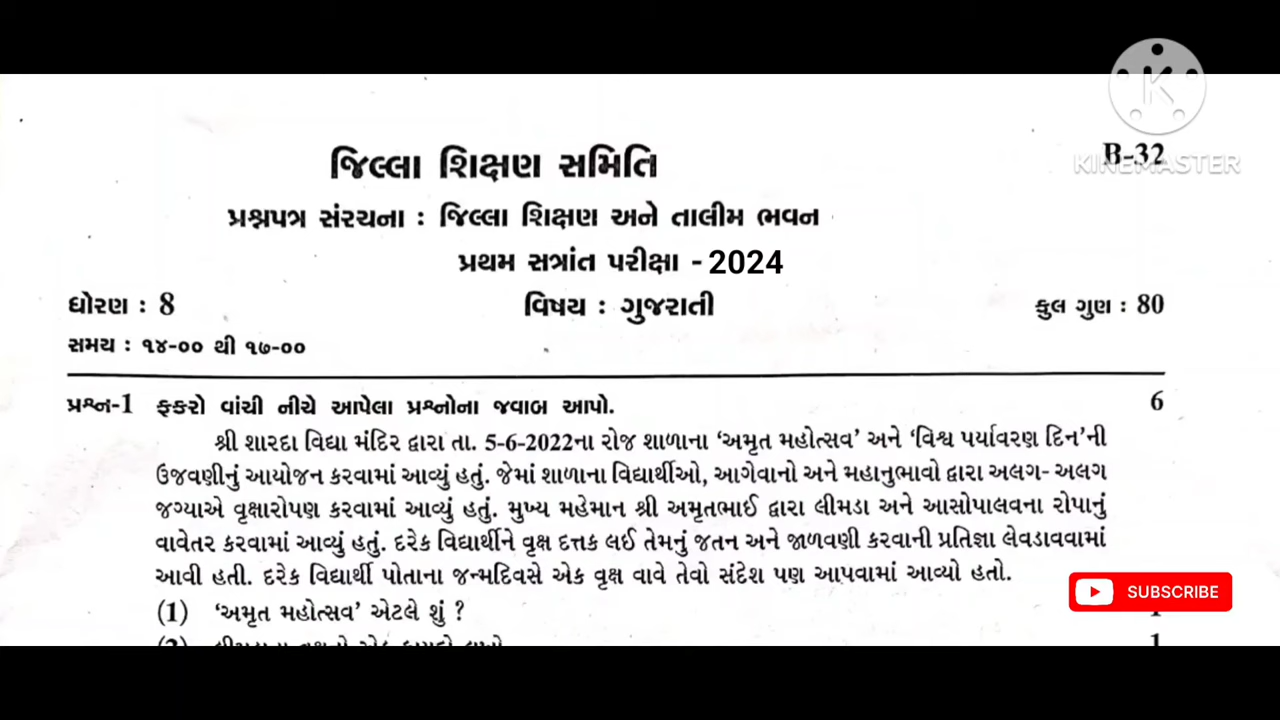 KINEMASTER
જિલ્લા શિક્ષણ સમિતિ B-32
પ્રશ્નપત્ર સંરચના : જિલ્લા શિક્ષણ અને તાલીમ ભવન
પ્રથમ સત્રાંત પરીક્ષા - 2024
ધોરણ : 8 વિષય : ગુજરાતી કુલ ગુણ : 80
સમય : ૧૪-૦૦ થી ૧૭-૦૦
પ્રશ્ન-1 ફકરો વાંચી નીચે આપેલા પ્રશ્નોના જવાબ આપો. 6
શ્રી શારદા વિદ્યા મંદિર દ્વારા તા. 5-6-2022ના રોજ શાળાના ‘અમૃત મહોત્સવ’ અને ‘વિશ્વ પર્યાવરણ દિન’ની
ઉજવણીનું આયોજન કરવામાં આવ્યું હતું. જેમાં શાળાના વિદ્યાર્થીઓ, આગેવાનો અને મહાનુભાવો દ્વારા અલગ- અલગ
જગ્યાએ વૃક્ષારોપણ કરવામાં આવ્યું હતું. મુખ્ય મહેમાન શ્રી અમૃતભાઈ દ્વારા લીમડા અને આસોપાલવના રોપાનું
વાવેતર કરવામાં આવ્યું હતું. દરેક વિદ્યાર્થીને વૃક્ષ દત્તક લઈ તેમનું જતન અને જાળવણી કરવાની પ્રતિજ્ઞા લેવડાવવામાં
આવી હતી. દરેક વિદ્યાર્થી પોતાના જન્મદિવસે એક વૃક્ષ વાવે તેવો સંદેશ પણ આપવામાં આવ્યો હતો.
SUBSCRIBE
(1) ‘અમૃત મહોત્સવ’ એટલે શું ?
1